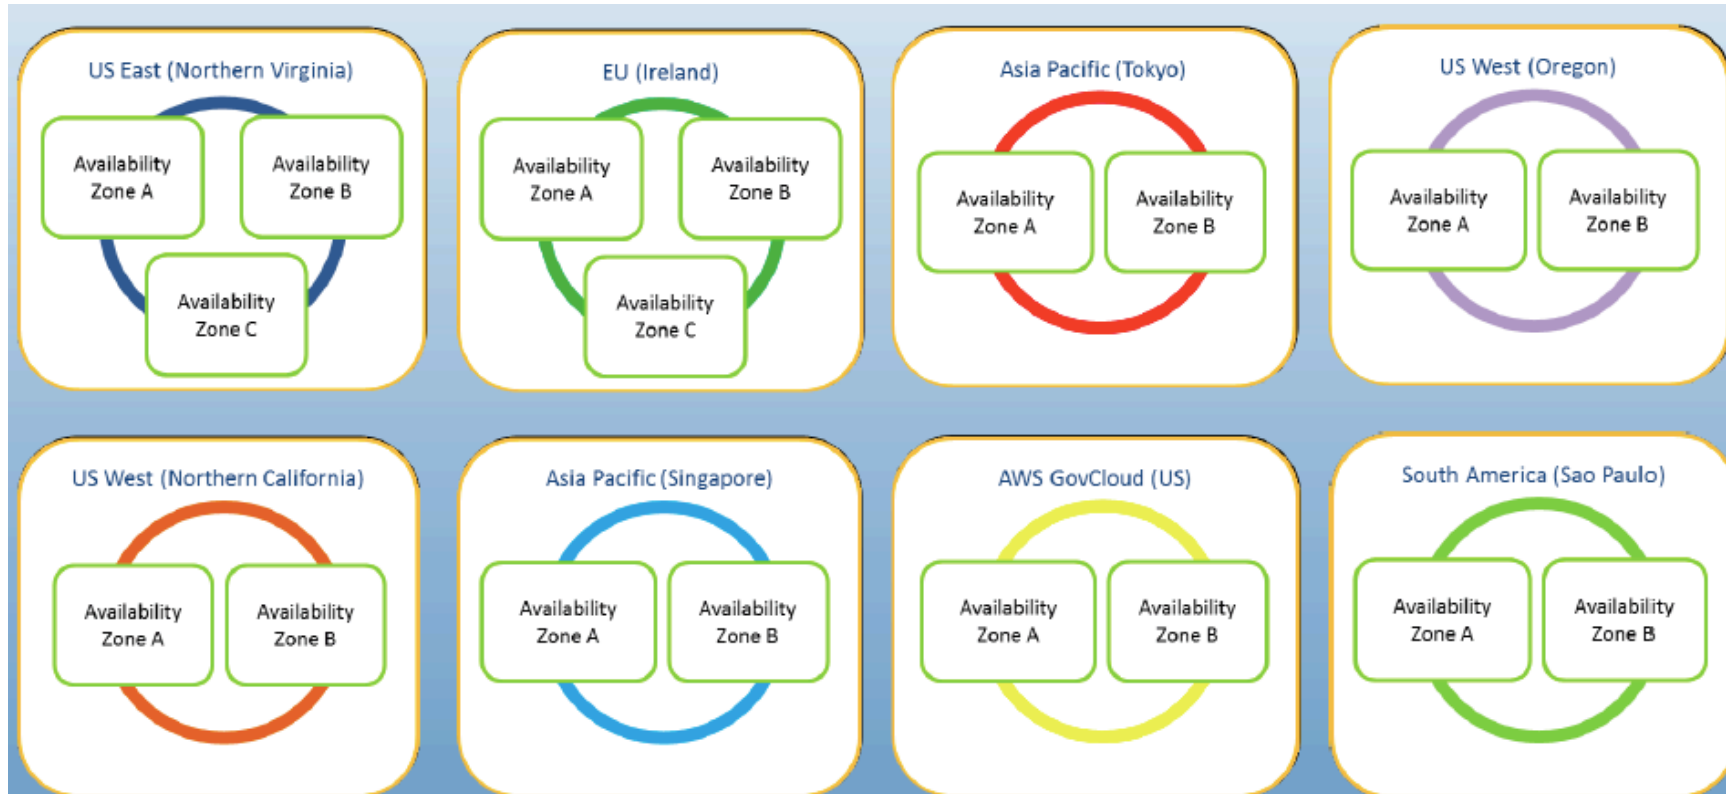 US East (Northern Virginia)
Availability
Zone A
Availability
Zone B
Availability
Zone C
EU (Ireland)
Availability
Zone A
Availability
Zone B
Availability
Zone C
Asia Pacific (Tokyo)
Availability
Zone A
Availability
Zone B
US West (Oregon)
Availability
Zone A
Availability
Zone B
US West (Northern California)
Availability
Zone A
Availability
Zone B
Asia Pacific (Singapore)
Availability
Zone A
Availability
Zone B
AWS GovCloud (US)
Availability
Zone A
Availability
Zone B
South America (Sao Paulo)
Availability
Zone A
Availability
Zone B